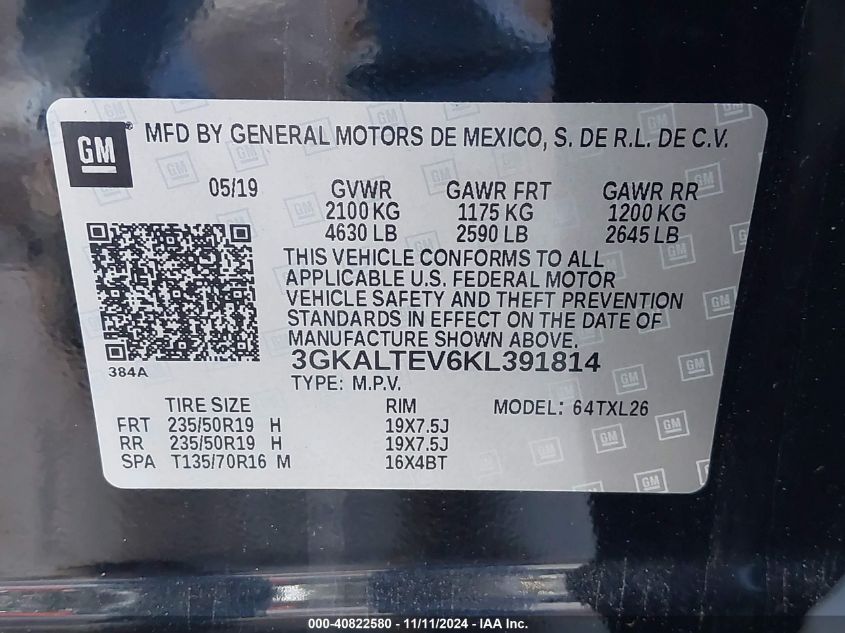 GM
MFD BY GENERAL MOTORS DE MEXICO, S. DE R.L. DE C.V.
05/19 GVWR GAWR FRT GAWR RR
2100 KG 1175 KG 1200 KG
4630 LB 2590 LB 2645 LB
THIS VEHICLE CONFORMS TO ALL
APPLICABLE U.S. FEDERAL MOTOR
VEHICLE SAFETY AND THEFT PREVENTION
STANDARDS IN EFFECT ON THE DATE OF
MANUFACTURE SHOWN ABOVE.
3GKALTEV6KL391814
384A
TYPE: M.P.V.
TIRE SIZE RIM MODEL: 64TXL26
FRT 235/50R19 H 19X7.5J
RR 235/50R19 H 19X7.5J
SPA T135/70R16 M 16X4BT
000-40822580 - 11/11/2024 - © IAA Inc.